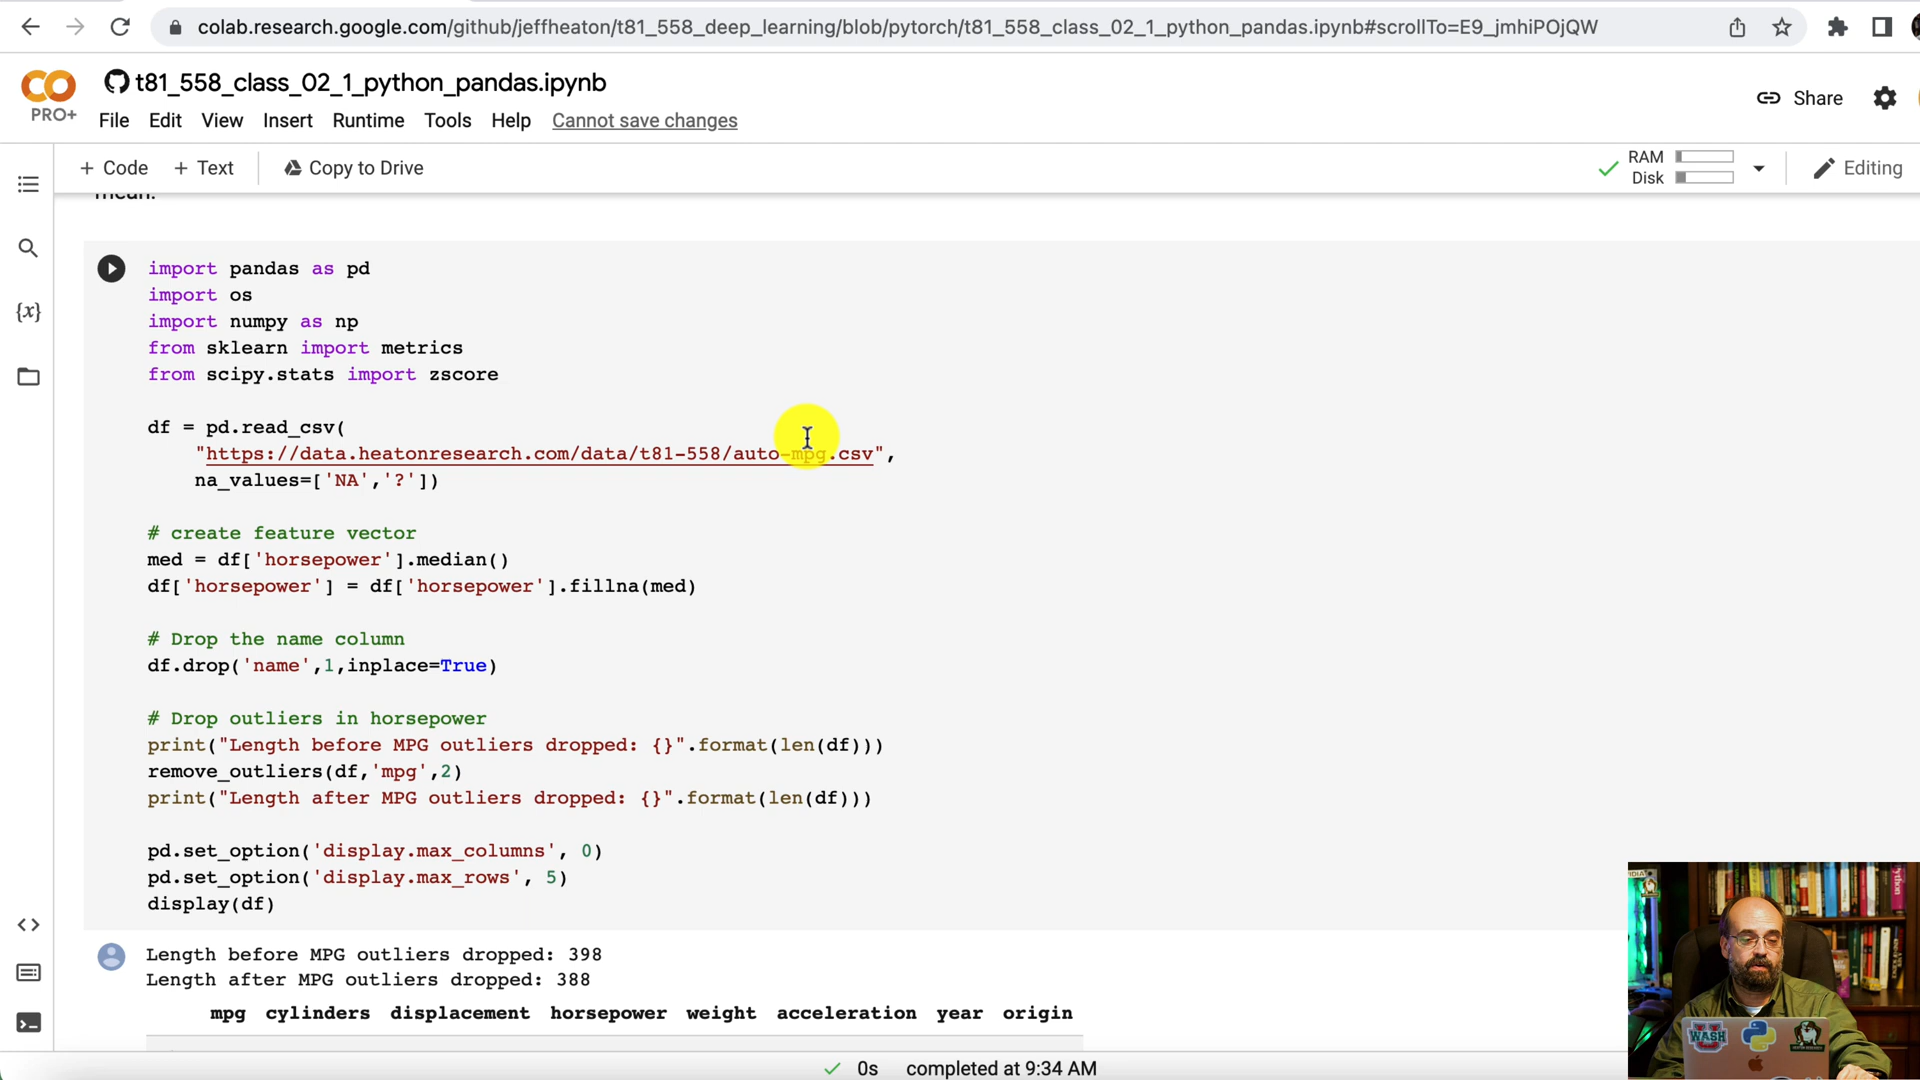 colab.research.google.com/github/jeffheaton/t81_558_deep_learning/blob/pytorch/t81_558_class_02_1_python_pandas.ipynb#scrollTo=E9_jmhiPOjQW
CO
PRO+
t81_558_class_02_1_python_pandas.ipynb
File Edit View Insert Runtime Tools Help Cannot save changes
Share
+ Code + Text Copy to Drive
RAM
Disk
Editing
mean.
{x}
import pandas as pd
import os
import numpy as np
from sklearn import metrics
from scipy.stats import zscore
df = pd.read_csv(
"https://data.heatonresearch.com/data/t81-558/auto-mpg.csv",
na_values=['NA','?'])
# create feature vector
med = df['horsepower'].median()
df['horsepower'] = df['horsepower'].fillna(med)
# Drop the name column
df.drop('name',1,inplace=True)
# Drop outliers in horsepower
print("Length before MPG outliers dropped: {}".format(len(df)))
remove_outliers(df,'mpg',2)
print("Length after MPG outliers dropped: {}".format(len(df)))
pd.set_option('display.max_columns', 0)
pd.set_option('display.max_rows', 5)
display(df)
Length before MPG outliers dropped: 398
Length after MPG outliers dropped: 388
mpg cylinders displacement horsepower weight acceleration year origin
0s completed at 9:34 AM
WASH